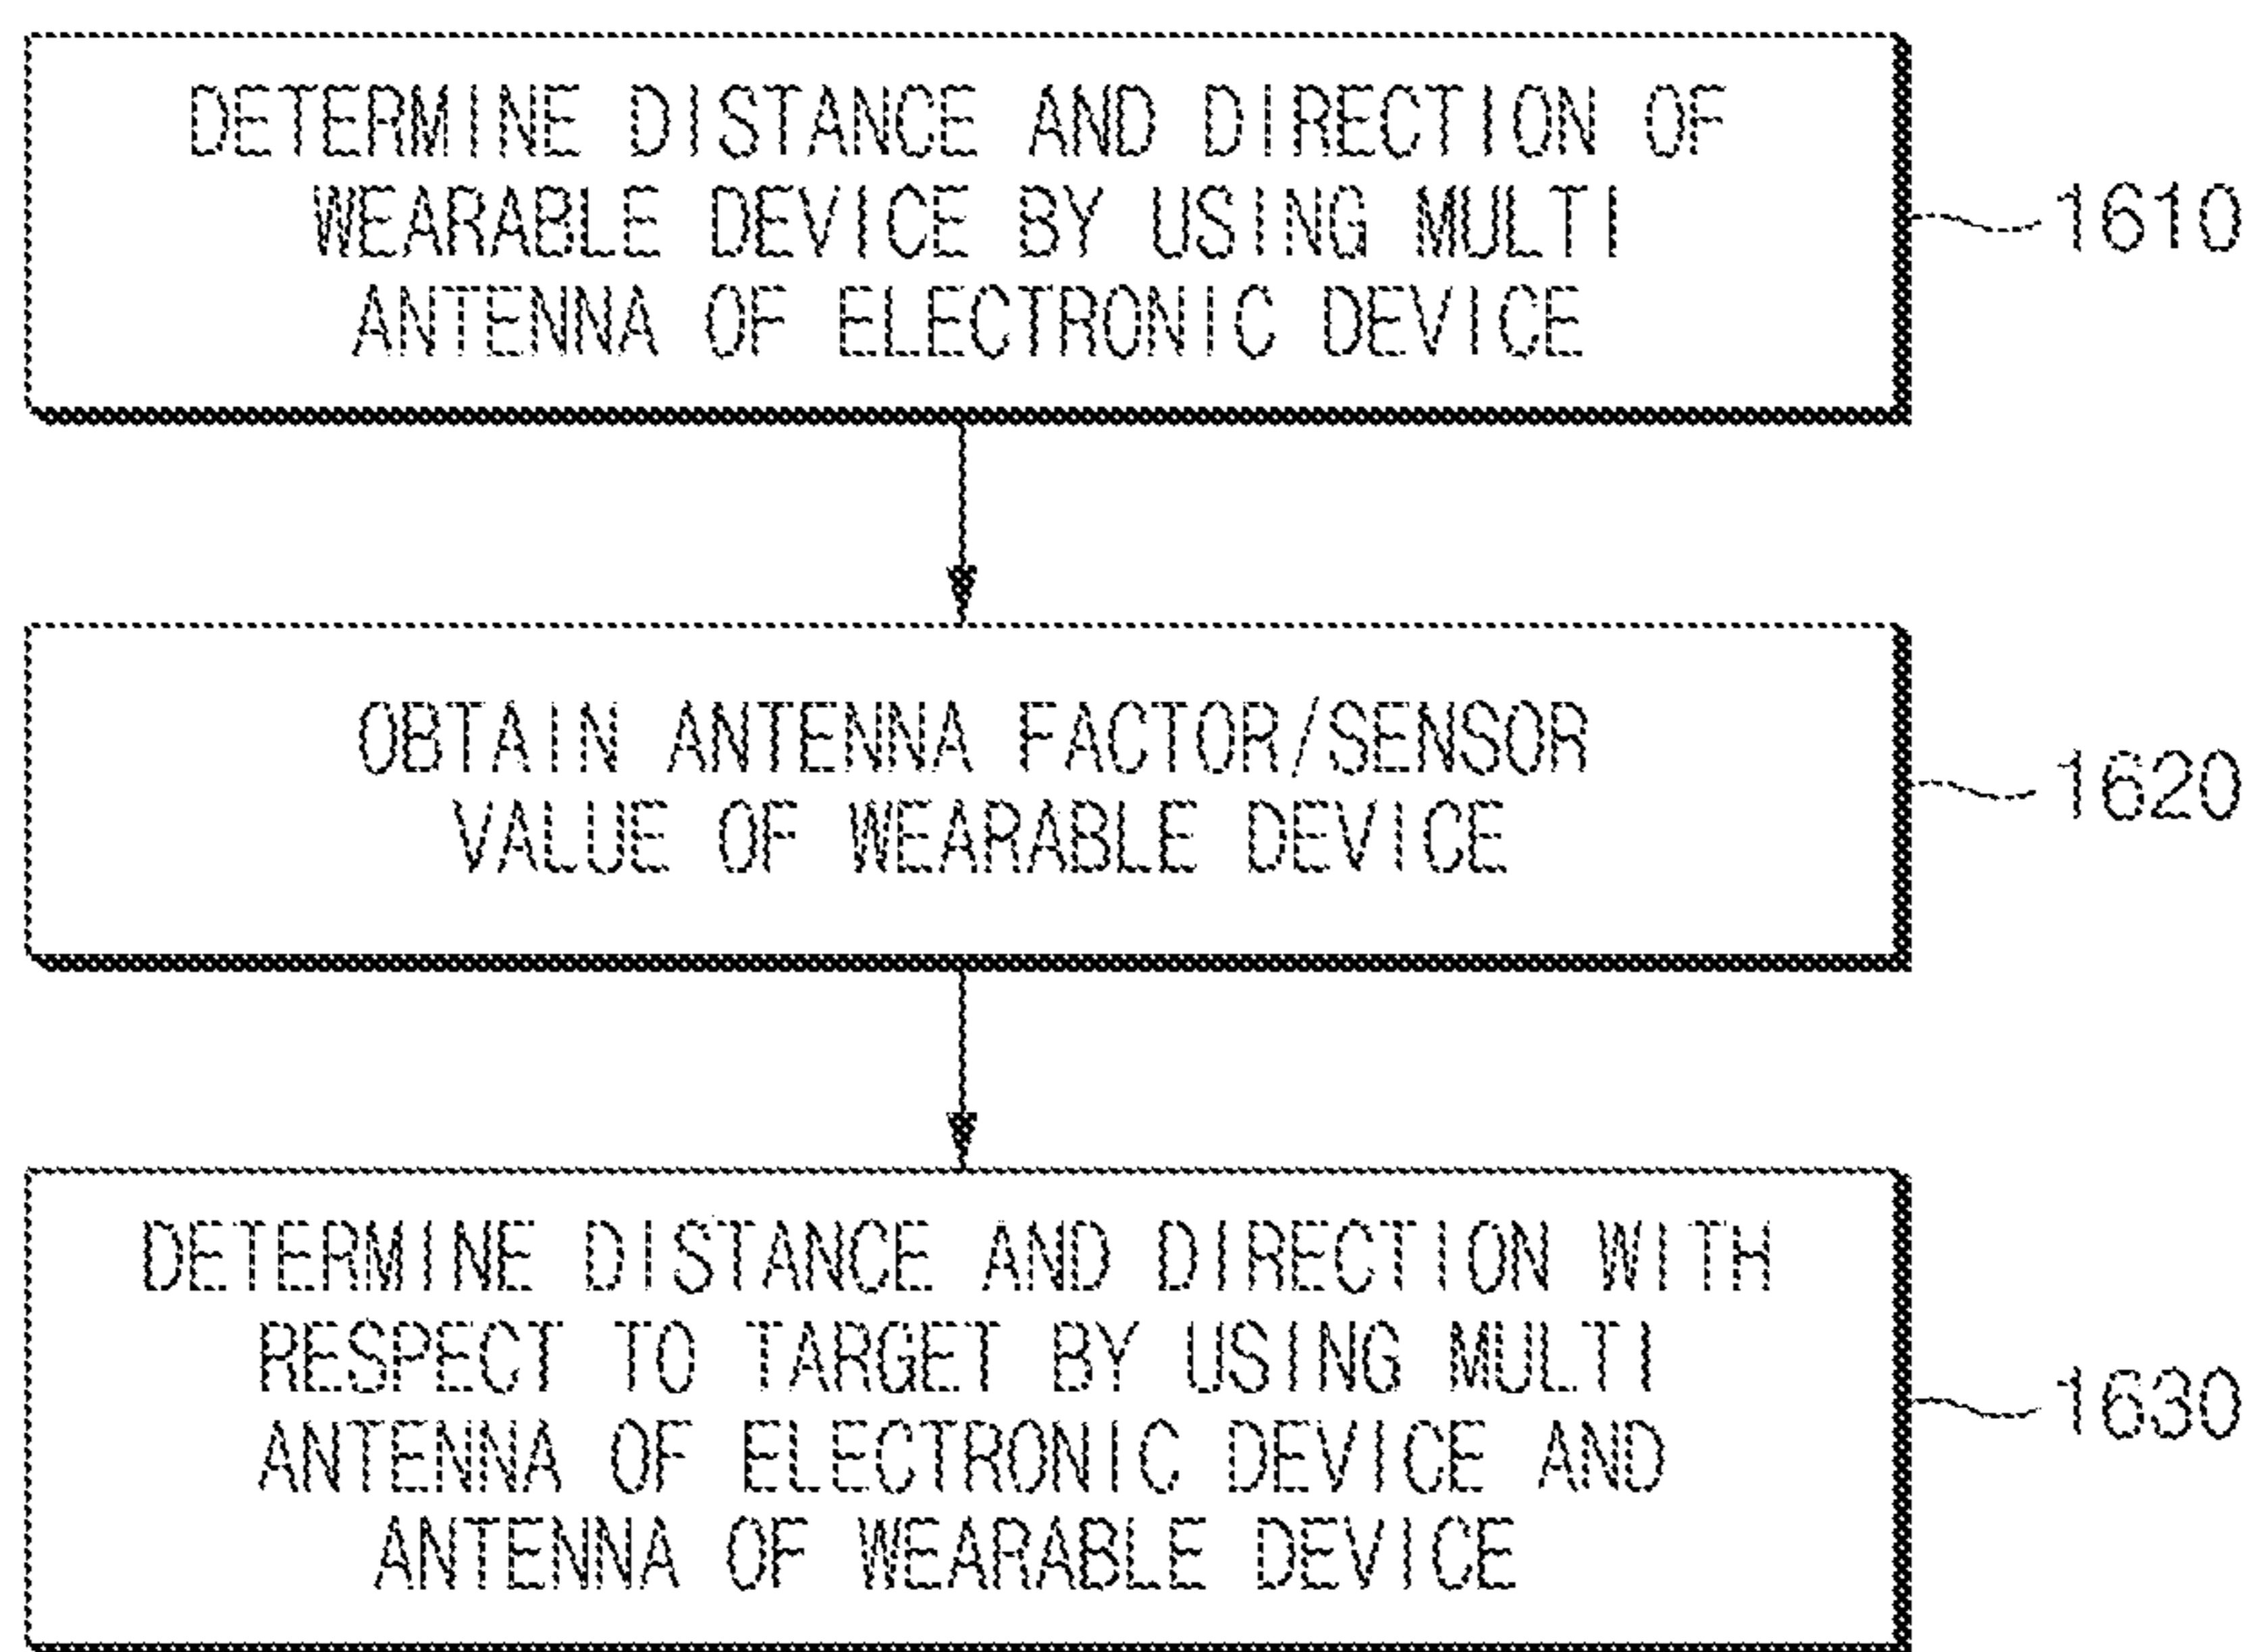 DETERMINE DISTANCE AND DIRECTION OF
WEARABLE DEVICE BY USING MULTI
ANTENNA OF ELECTRONIC DEVICE
1610
OBTAIN ANTENNA FACTOR/SENSOR
VALUE OF WEARABLE DEVICE
1620
DETERMINE DISTANCE AND DIRECTION WITH
RESPECT TO TARGET BY USING MULTI
ANTENNA OF ELECTRONIC DEVICE AND
ANTENNA OF WEARABLE DEVICE
1630